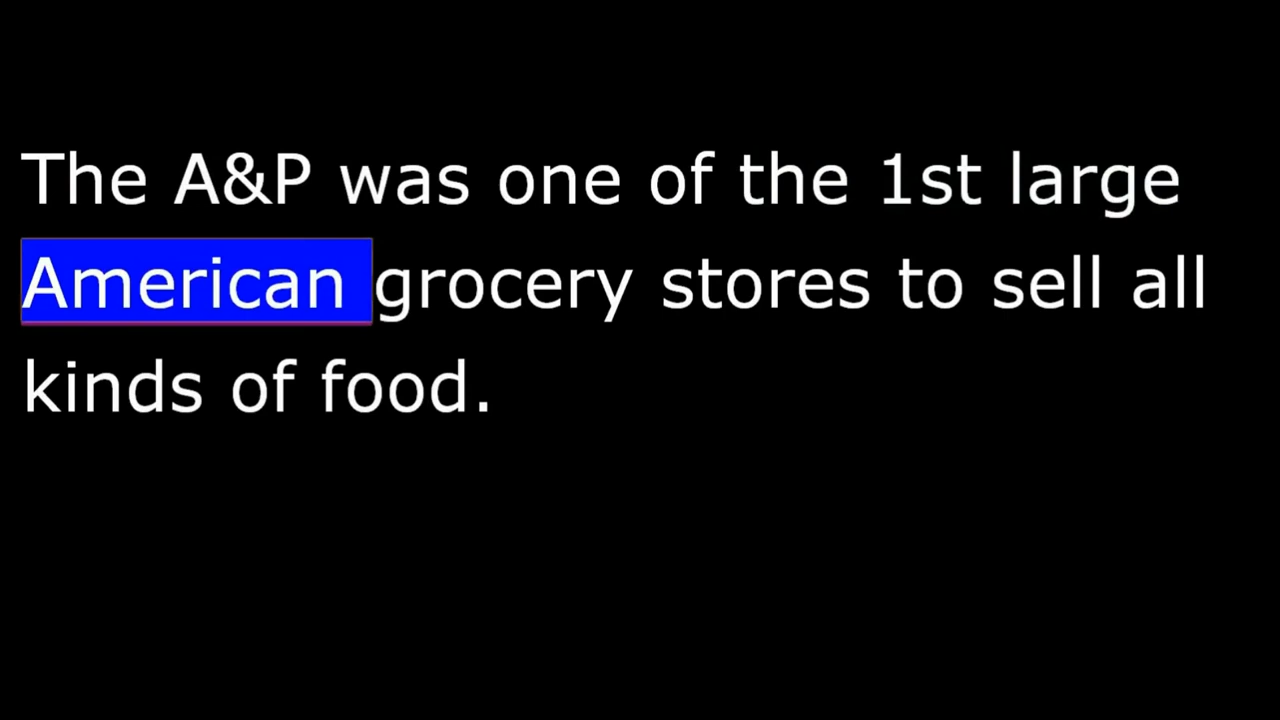 The A&P was one of the 1st large
American grocery stores to sell all
kinds of food.